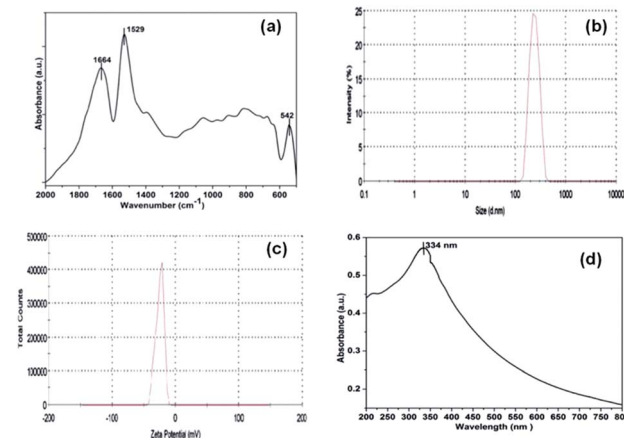 (a)
1529
1664
542
Absorbance (a.u.)
2000 1600 1400 1200 1000 800 600
Wavenumber (cm-1)
(b)
25
20
15
10
5
0
Intensity (%)
0.1 1 10 100 1000 10000
Size (d.nm)
(c)
500000
400000
300000
200000
100000
0
Total Counts
-200 -100 0 100 200
Zeta Potential (mV)
(d)
334 nm
0.6
0.5
0.4
0.3
0.2
Absorbance (a.u.)
200 250 300 350 400 450 500 550 600 650 700 750 800
Wavelength (nm )